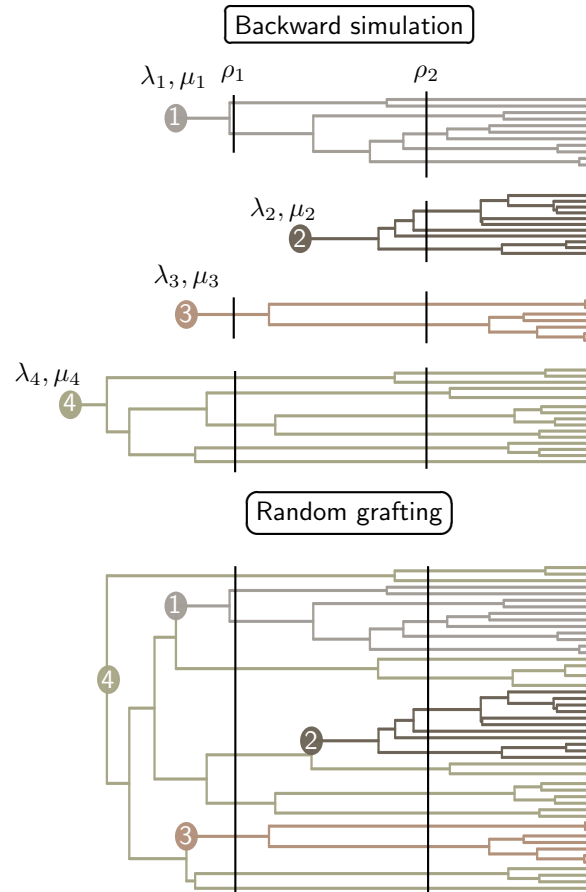 Backward simulation
λ₁, μ₁ ρ₁ ρ₂
1
λ₂, μ₂
2
λ₃, μ₃
3
λ₄, μ₄
4
Random grafting
1
4
2
3